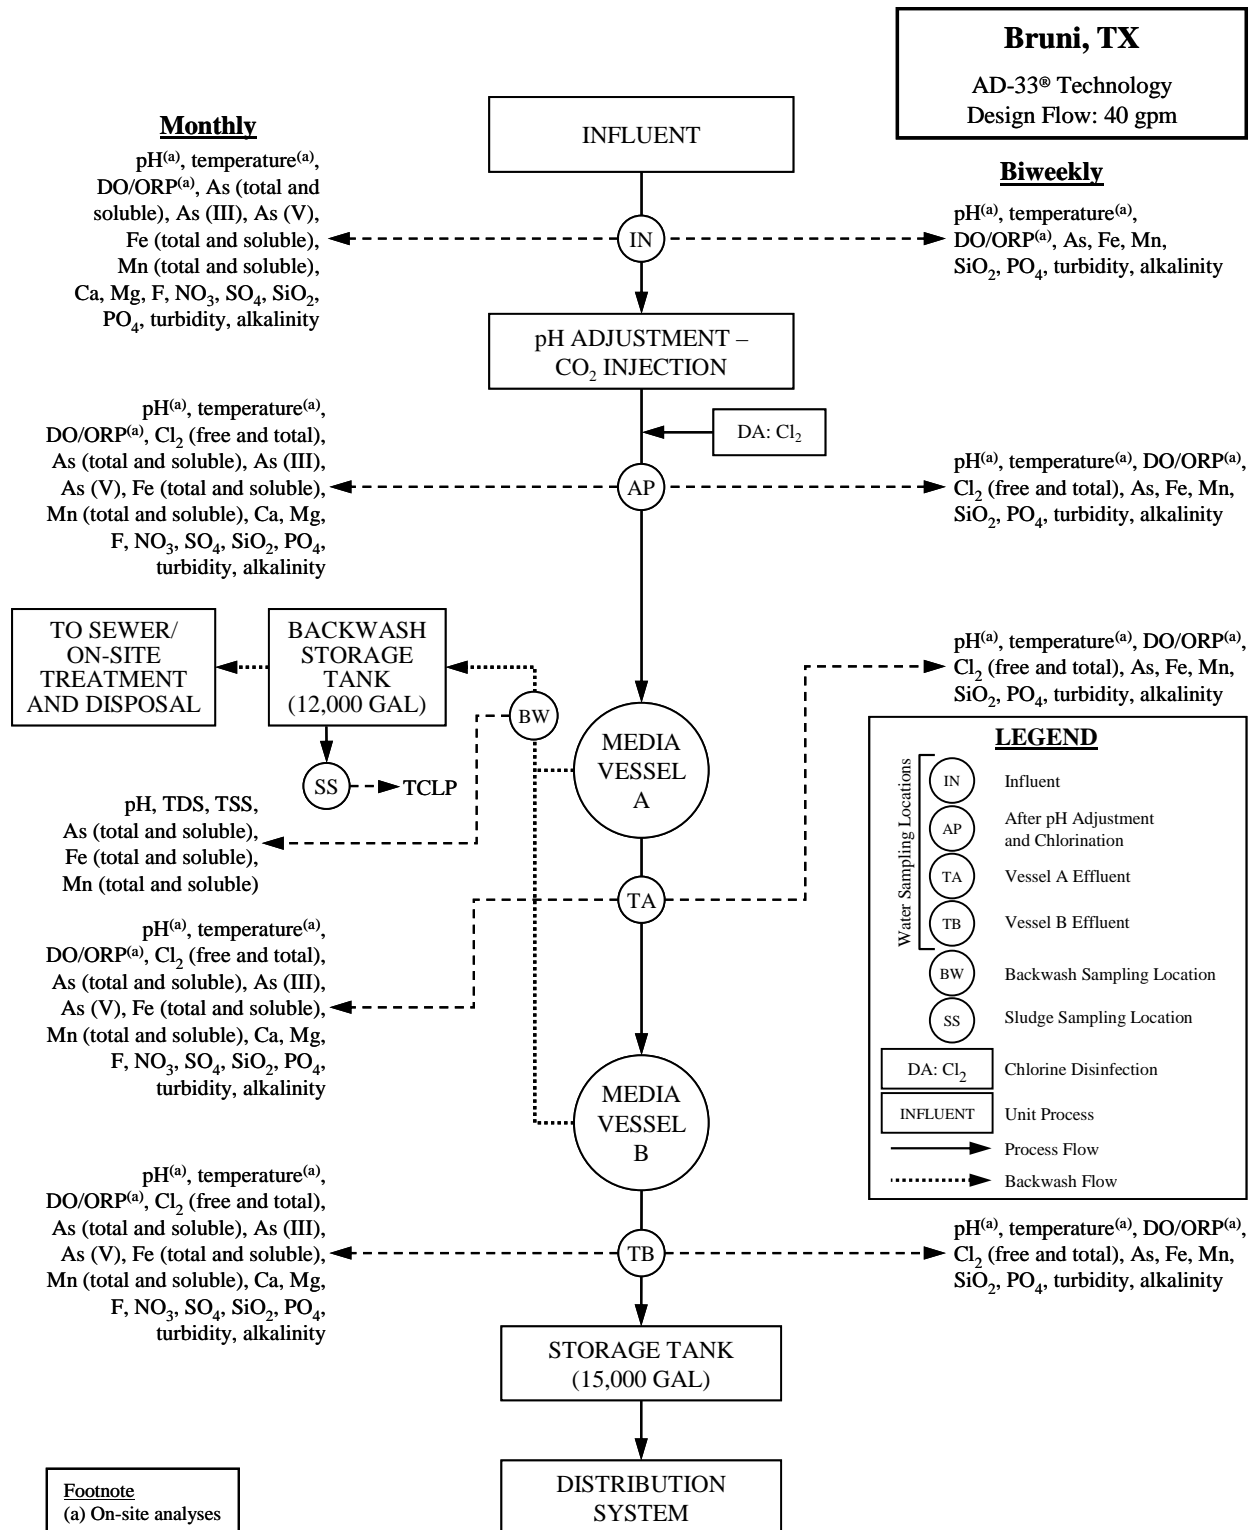 Bruni, TX
AD-33® Technology
Design Flow: 40 gpm
INFLUENT
Monthly
pH(a), temperature(a),
DO/ORP(a), As (total and
soluble), As (III), As (V),
Fe (total and soluble),
Mn (total and soluble),
Ca, Mg, F, NO3, SO4, SiO2,
PO4, turbidity, alkalinity
IN
Biweekly
pH(a), temperature(a),
DO/ORP(a), As, Fe, Mn,
SiO2, PO4, turbidity, alkalinity
pH ADJUSTMENT –
CO2 INJECTION
DA: Cl2
pH(a), temperature(a),
DO/ORP(a), Cl2 (free and total),
As (total and soluble), As (III),
As (V), Fe (total and soluble),
Mn (total and soluble), Ca, Mg,
F, NO3, SO4, SiO2, PO4,
turbidity, alkalinity
AP
pH(a), temperature(a), DO/ORP(a),
Cl2 (free and total), As, Fe, Mn,
SiO2, PO4, turbidity, alkalinity
TO SEWER/
ON-SITE
TREATMENT
AND DISPOSAL
BACKWASH
STORAGE
TANK
(12,000 GAL)
BW
SS
TCLP
pH, TDS, TSS,
As (total and soluble),
Fe (total and soluble),
Mn (total and soluble)
MEDIA
VESSEL
A
pH(a), temperature(a), DO/ORP(a),
Cl2 (free and total), As, Fe, Mn,
SiO2, PO4, turbidity, alkalinity
TA
pH(a), temperature(a),
DO/ORP(a), Cl2 (free and total),
As (total and soluble), As (III),
As (V), Fe (total and soluble),
Mn (total and soluble), Ca, Mg,
F, NO3, SO4, SiO2, PO4,
turbidity, alkalinity
MEDIA
VESSEL
B
LEGEND
Water Sampling Locations
IN Influent
AP After pH Adjustment
and Chlorination
TA Vessel A Effluent
TB Vessel B Effluent
BW Backwash Sampling Location
SS Sludge Sampling Location
DA: Cl2 Chlorine Disinfection
INFLUENT Unit Process
Process Flow
Backwash Flow
pH(a), temperature(a),
DO/ORP(a), Cl2 (free and total),
As (total and soluble), As (III),
As (V), Fe (total and soluble),
Mn (total and soluble), Ca, Mg,
F, NO3, SO4, SiO2, PO4,
turbidity, alkalinity
TB
pH(a), temperature(a), DO/ORP(a),
Cl2 (free and total), As, Fe, Mn,
SiO2, PO4, turbidity, alkalinity
STORAGE TANK
(15,000 GAL)
DISTRIBUTION
SYSTEM
Footnote
(a) On-site analyses